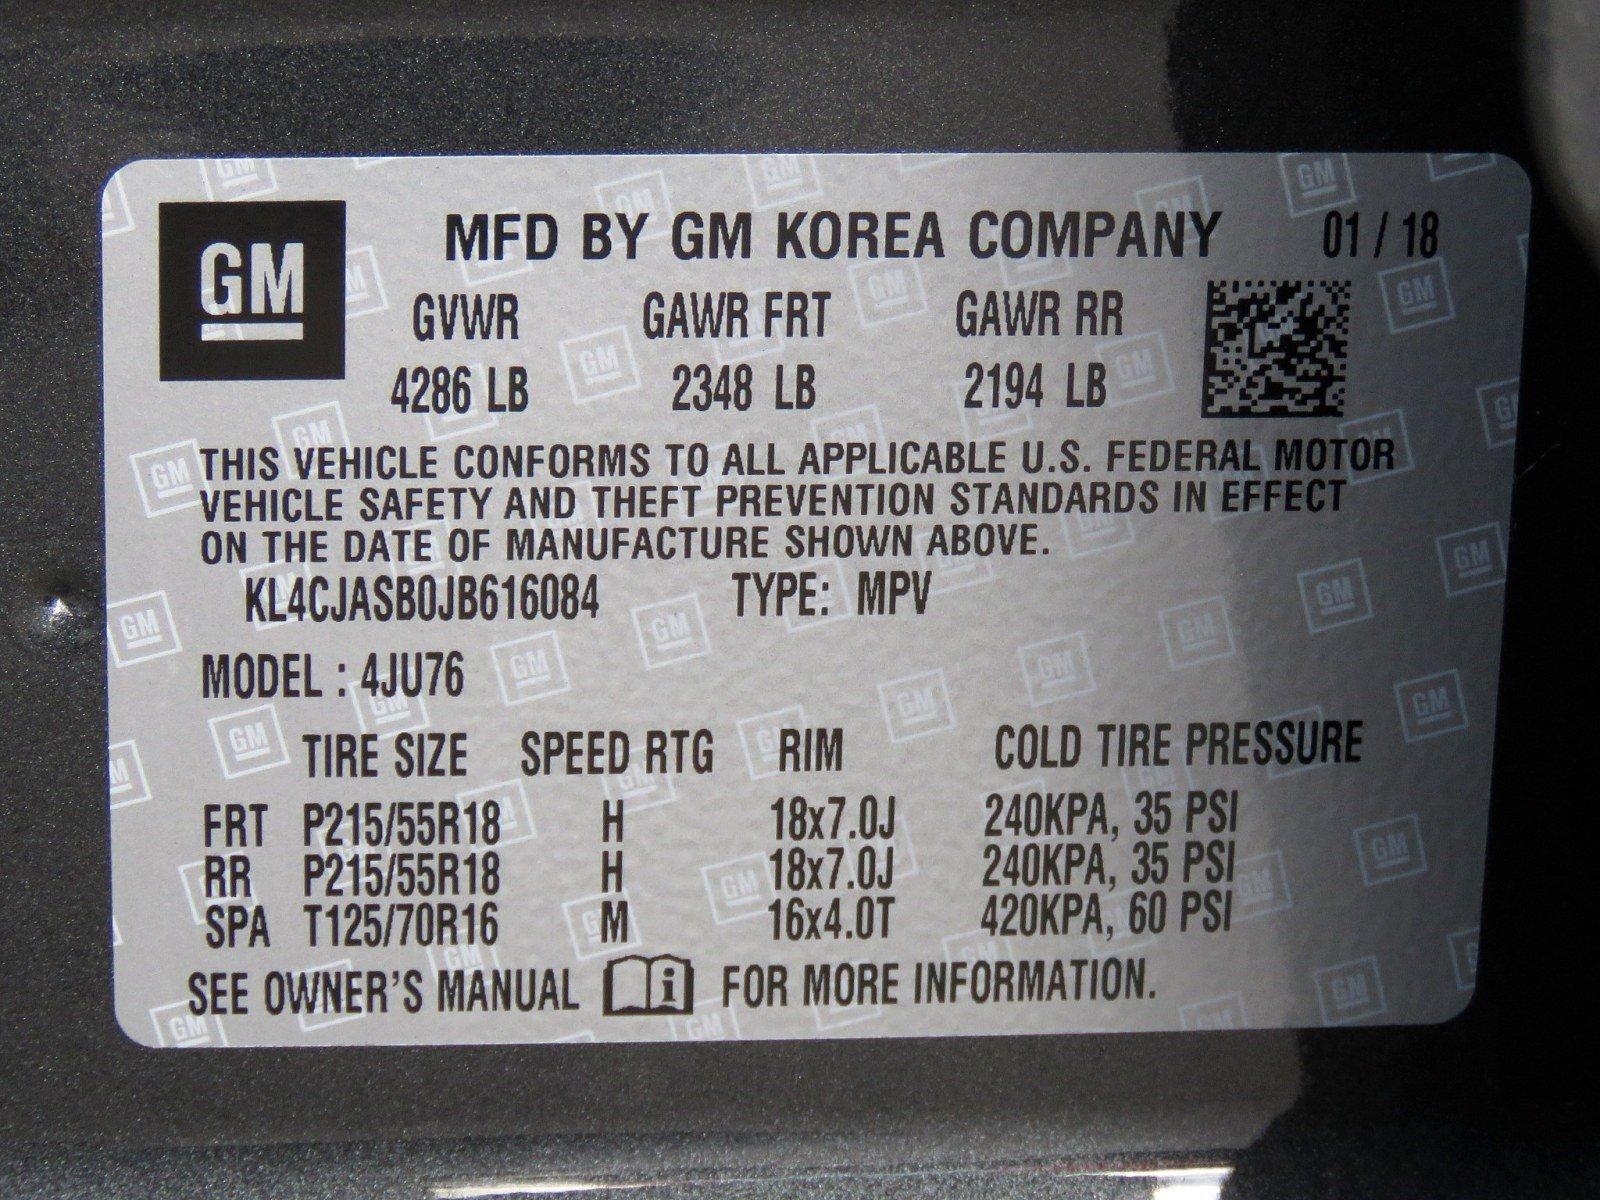 GM MFD BY GM KOREA COMPANY 01 / 18
GVWR GAWR FRT GAWR RR
4286 LB 2348 LB 2194 LB
THIS VEHICLE CONFORMS TO ALL APPLICABLE U.S. FEDERAL MOTOR
VEHICLE SAFETY AND THEFT PREVENTION STANDARDS IN EFFECT
ON THE DATE OF MANUFACTURE SHOWN ABOVE.
KL4CJASB0JB616084 TYPE: MPV
MODEL : 4JU76
TIRE SIZE SPEED RTG RIM COLD TIRE PRESSURE
FRT P215/55R18 H 18x7.0J 240KPA, 35 PSI
RR P215/55R18 H 18x7.0J 240KPA, 35 PSI
SPA T125/70R16 M 16x4.0T 420KPA, 60 PSI
SEE OWNER'S MANUAL i FOR MORE INFORMATION.